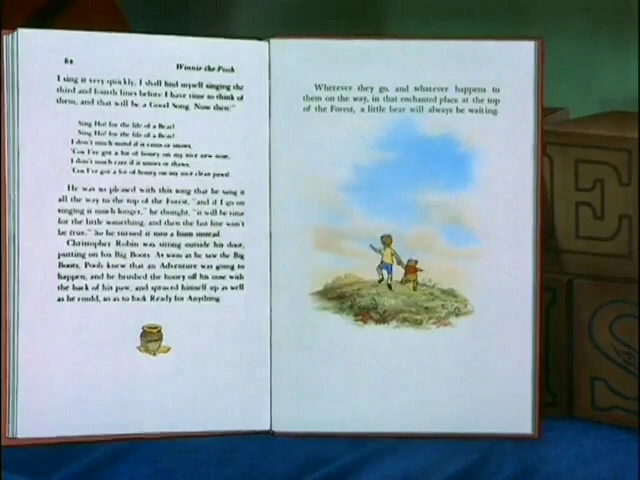 62
Winnie-the-Pooh
I sing it very quickly, I shall find myself singing the
third and fourth lines before I have time to think of
them, and that will be a Good Song. Now then:"
Sing Ho! for the life of a Bear!
Sing Ho! for the life of a Bear!
I don't much mind if it rains or snows,
'Cos I've got a lot of honey on my nice new nose,
I don't much care if it snows or thaws,
'Cos I've got a lot of honey on my nice clean paws!
He was so pleased with this song that he sang it
all the way to the top of the Forest, "and if I go on
singing it much longer," he thought, "it will be time
for the little something, and then the last line won't
be true." So he turned it into a hum instead.
Christopher Robin was sitting outside his door,
putting on his Big Boots. As soon as he saw the Big
Boots, Pooh knew that an Adventure was going to
happen, and he brushed the honey off his nose with
the back of his paw, and spruced himself up as well
as he could, so as to look Ready for Anything.
Wherever they go, and whatever happens to
them on the way, in that enchanted place at the top
of the Forest, a little bear will always be waiting.
E
S